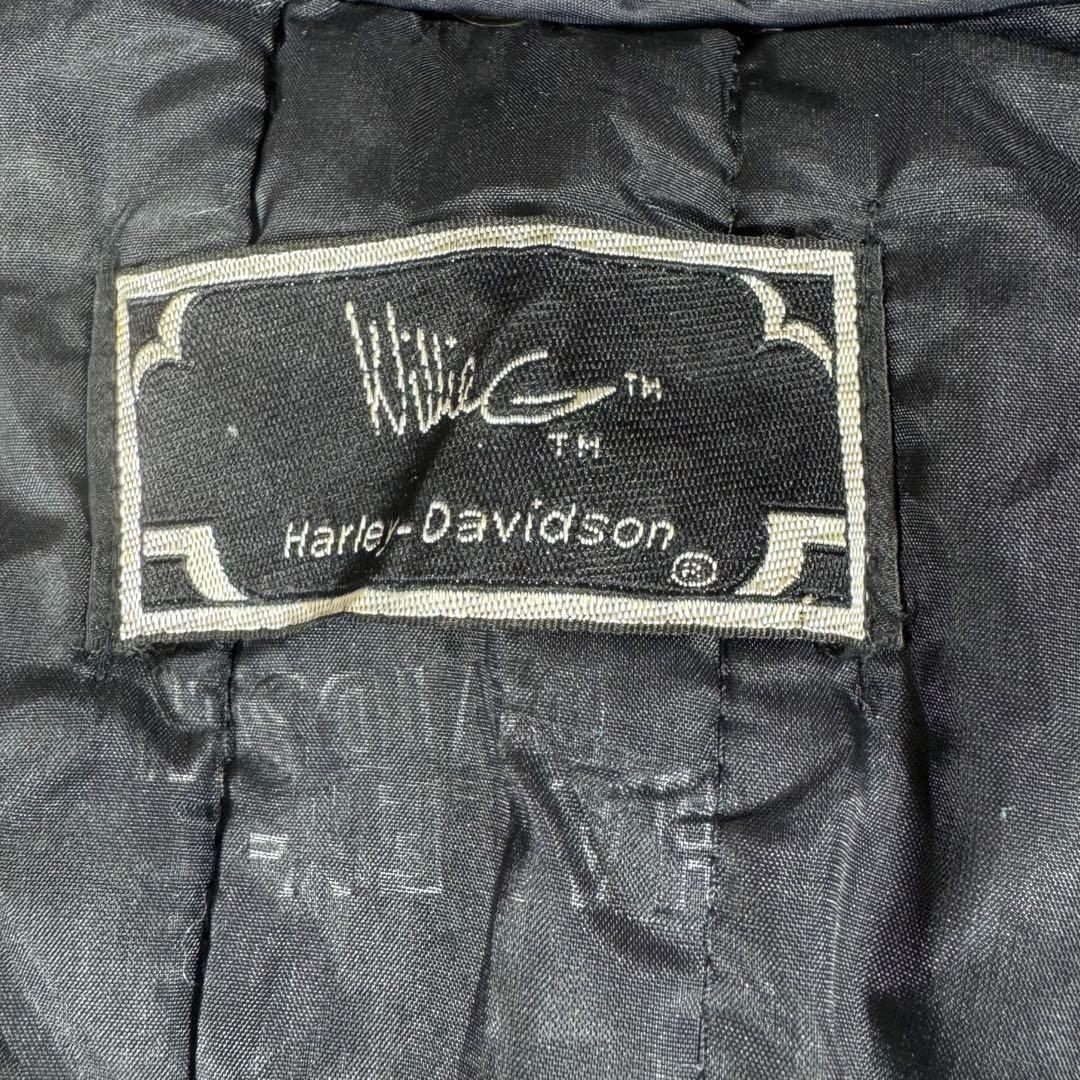 Willie G ™
™
Harley-Davidson ®